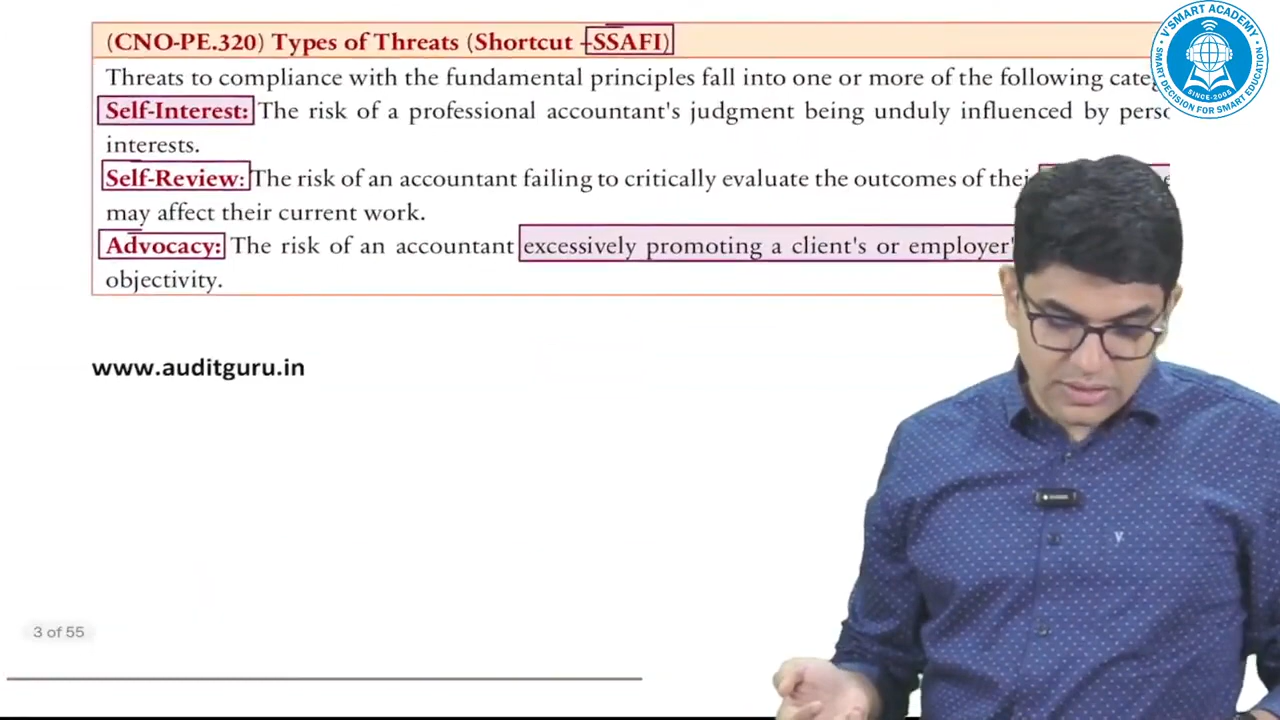 (CNO-PE.320) Types of Threats (Shortcut –SSAFI)
Threats to compliance with the fundamental principles fall into one or more of the following
Self-Interest: The risk of a professional accountant's judgment being unduly influenced by
interests.
Self-Review: The risk of an accountant failing to critically evaluate the outcomes of
may affect their current work.
Advocacy: The risk of an accountant excessively promoting a client's or employer's
objectivity.
www.auditguru.in
3 of 55
V'SMART ACADEMY
SINCE-2005
SMART DECISION FOR SMART EDUCATION
V